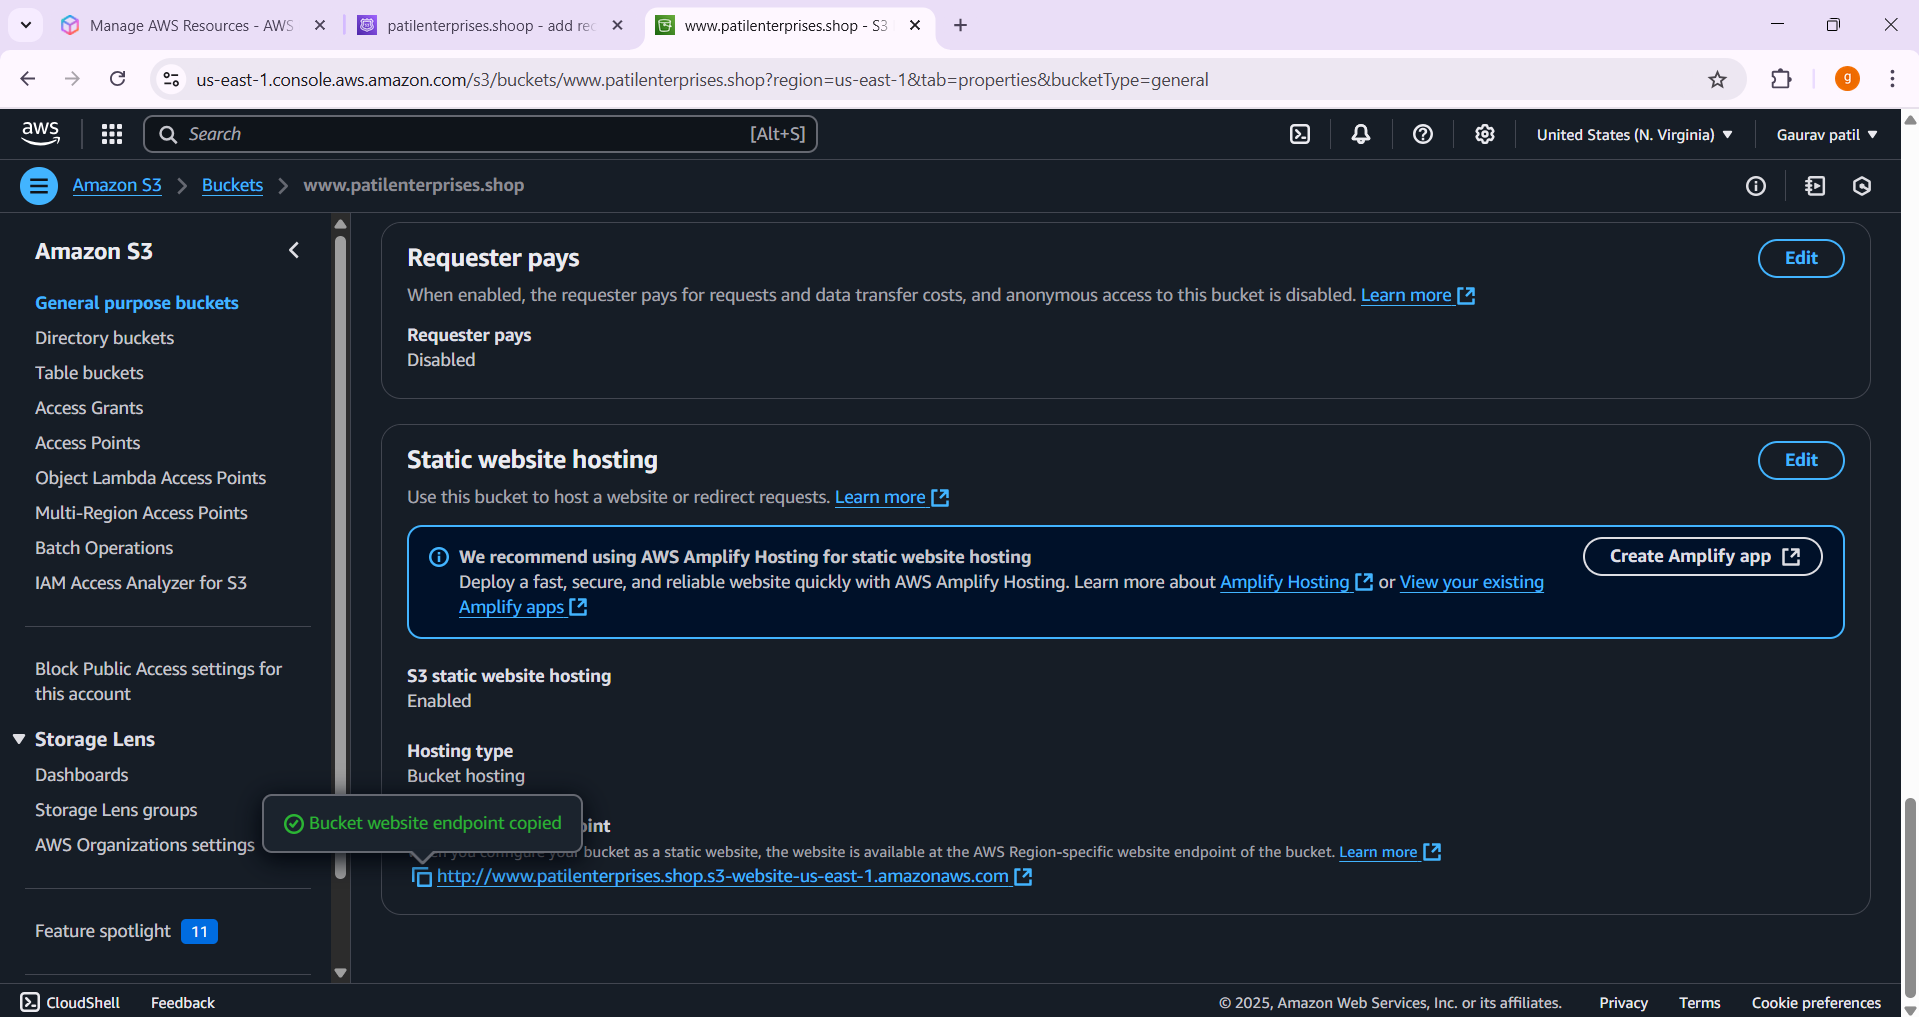 Manage AWS Resources - AWS
patilenterprises.shoop - add rec
www.patilenterprises.shop - S3
us-east-1.console.aws.amazon.com/s3/buckets/www.patilenterprises.shop?region=us-east-1&tab=properties&bucketType=general
g
aws
Search
[Alt+S]
United States (N. Virginia)
Gaurav patil
Amazon S3
Buckets
www.patilenterprises.shop
Amazon S3
General purpose buckets
Directory buckets
Table buckets
Access Grants
Access Points
Object Lambda Access Points
Multi-Region Access Points
Batch Operations
IAM Access Analyzer for S3
Block Public Access settings for
this account
Storage Lens
Dashboards
Storage Lens groups
AWS Organizations settings
Feature spotlight 11
Requester pays
Edit
When enabled, the requester pays for requests and data transfer costs, and anonymous access to this bucket is disabled. Learn more
Requester pays
Disabled
Static website hosting
Edit
Use this bucket to host a website or redirect requests. Learn more
We recommend using AWS Amplify Hosting for static website hosting
Deploy a fast, secure, and reliable website quickly with AWS Amplify Hosting. Learn more about Amplify Hosting or View your existing
Amplify apps
Create Amplify app
S3 static website hosting
Enabled
Hosting type
Bucket hosting
Bucket website endpoint copied
int
you configure your bucket as a static website, the website is available at the AWS Region-specific website endpoint of the bucket. Learn more
http://www.patilenterprises.shop.s3-website-us-east-1.amazonaws.com
CloudShell
Feedback
© 2025, Amazon Web Services, Inc. or its affiliates.
Privacy
Terms
Cookie preferences